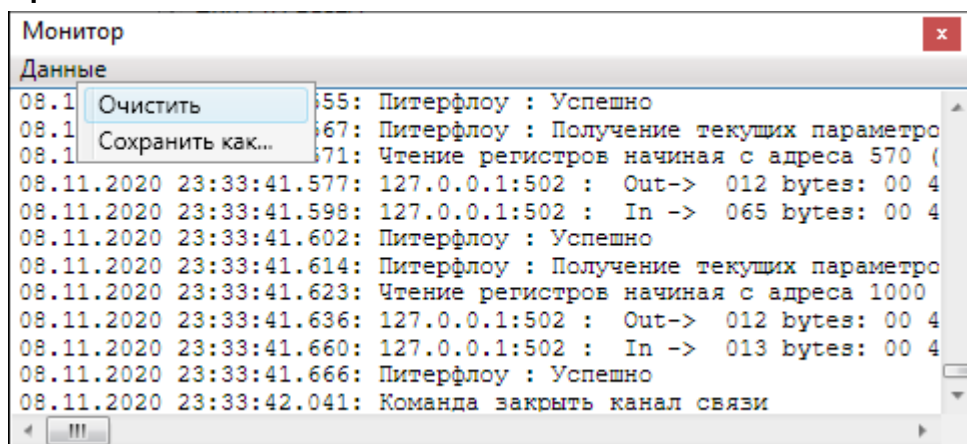 Монитор
x
Данные
Очистить
Сохранить как...
08.1 555: Питерфлоу : Успешно
08.1 567: Питерфлоу : Получение текущих параметро
08.1 571: Чтение регистров начиная с адреса 570 (
08.11.2020 23:33:41.577: 127.0.0.1:502 : Out-> 012 bytes: 00 4
08.11.2020 23:33:41.598: 127.0.0.1:502 : In -> 065 bytes: 00 4
08.11.2020 23:33:41.602: Питерфлоу : Успешно
08.11.2020 23:33:41.614: Питерфлоу : Получение текущих параметро
08.11.2020 23:33:41.623: Чтение регистров начиная с адреса 1000
08.11.2020 23:33:41.636: 127.0.0.1:502 : Out-> 012 bytes: 00 4
08.11.2020 23:33:41.660: 127.0.0.1:502 : In -> 013 bytes: 00 4
08.11.2020 23:33:41.666: Питерфлоу : Успешно
08.11.2020 23:33:42.041: Команда закрыть канал связи